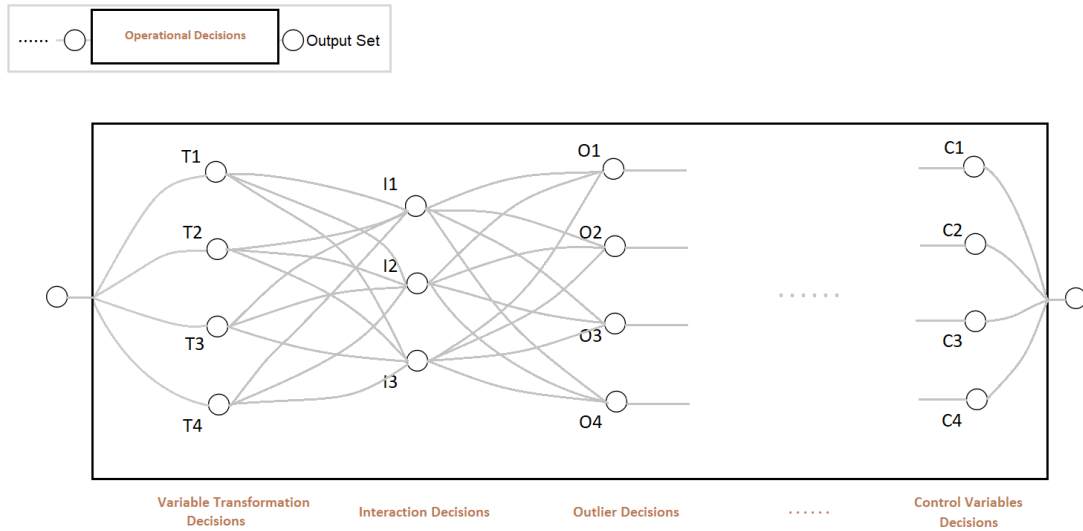 ...... Operational Decisions Output Set
T1 I1 O1 C1
T2 I2 O2 C2
......
T3 I3 O3 C3
T4 O4 C4
Variable Transformation
Decisions
Interaction Decisions
Outlier Decisions
......
Control Variables
Decisions